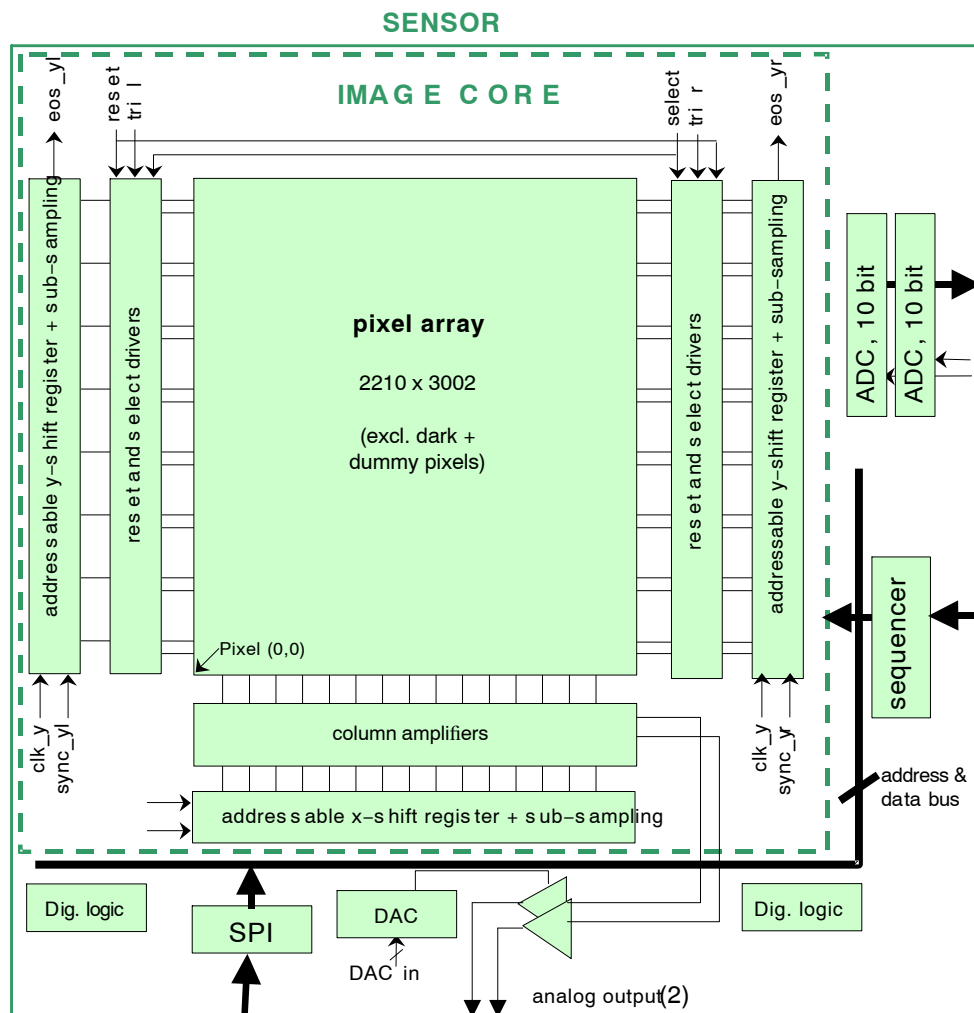 SENSOR
IMAGE CORE
eos_yl
reset
tri_l
select
tri_r
eos_yr
addressable y-shift register + sub-sampling
reset and select drivers
pixel array
2210 x 3002
(excl. dark +
dummy pixels)
Pixel (0,0)
reset and select drivers
addressable y-shift register + sub-sampling
ADC, 10 bit
ADC, 10 bit
sequencer
clk_y
sync_yl
column amplifiers
clk_y
sync_yr
address &
data bus
addressable x-shift register + sub-sampling
Dig. logic
SPI
DAC
DAC in
Dig. logic
analog output(2)